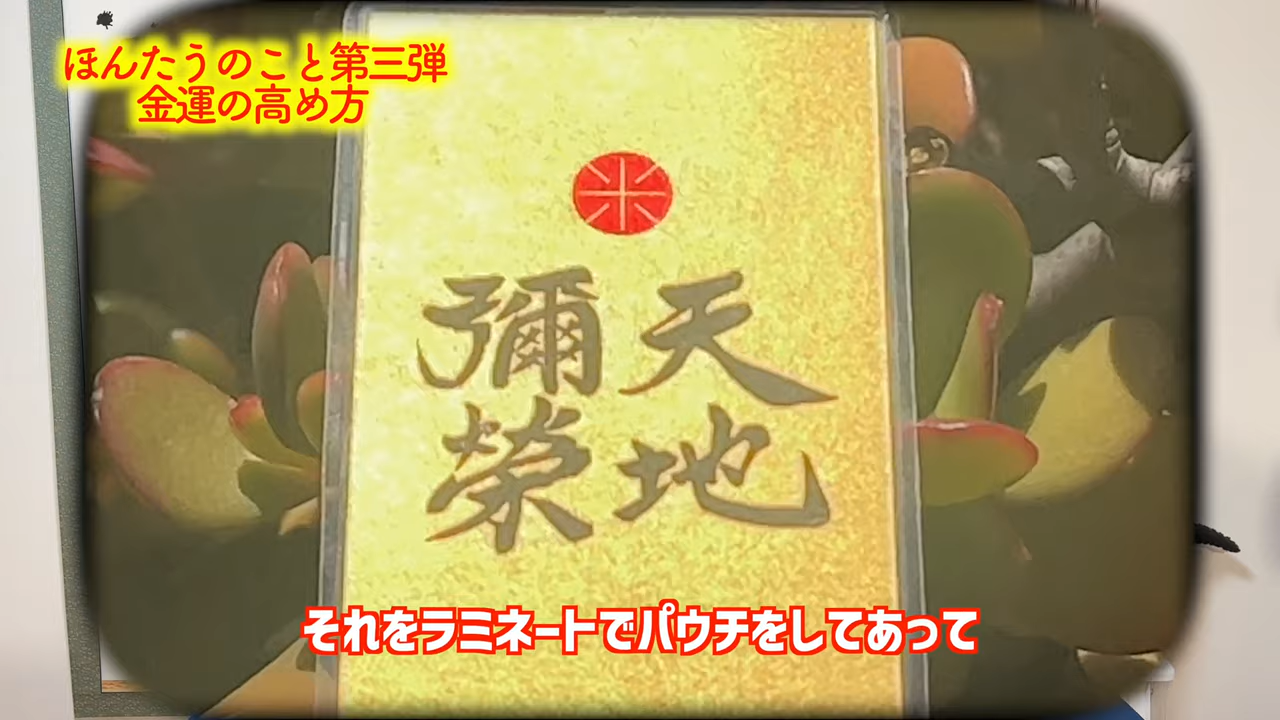 ほんたうのこと第三弾
金運の高め方
天地
彌榮
それをラミネートでパウチをしてあって